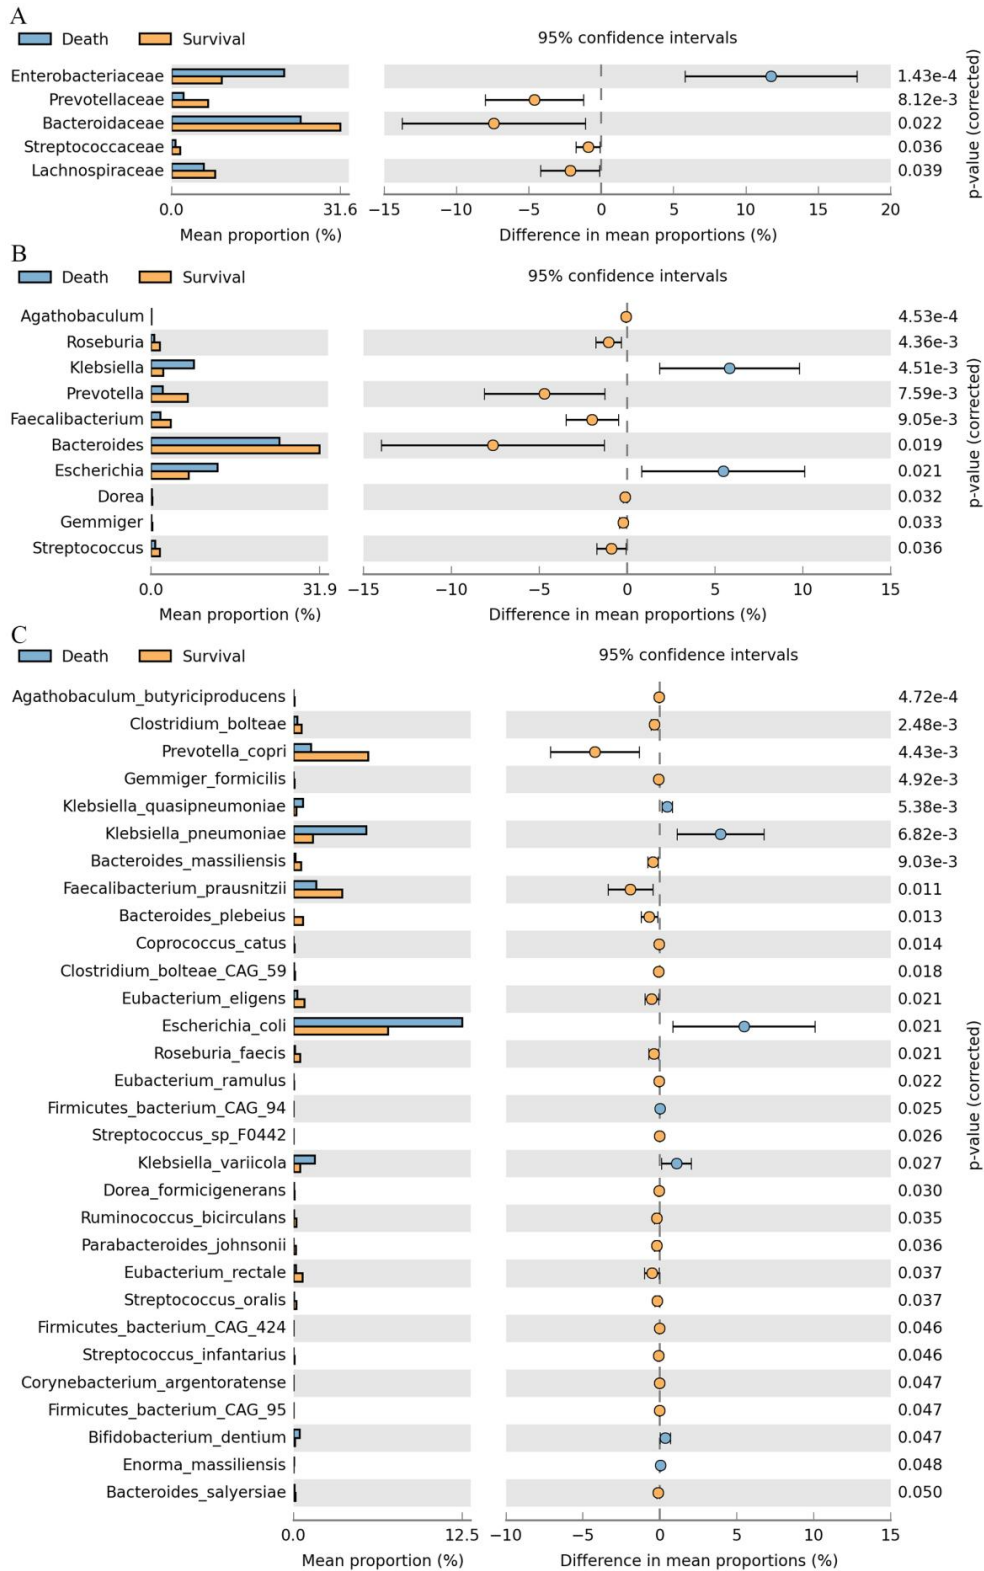 A
Death Survival 95% confidence intervals
Enterobacteriaceae 1.43e-4
Prevotellaceae 8.12e-3
Bacteroidaceae 0.022
Streptococcaceae 0.036
Lachnospiraceae 0.039
p-value (corrected)
0.0 31.6 −15 −10 −5 0 5 10 15 20
Mean proportion (%) Difference in mean proportions (%)
B
Death Survival 95% confidence intervals
Agathobaculum 4.53e-4
Roseburia 4.36e-3
Klebsiella 4.51e-3
Prevotella 7.59e-3
Faecalibacterium 9.05e-3
Bacteroides 0.019
Escherichia 0.021
Dorea 0.032
Gemmiger 0.033
Streptococcus 0.036
p-value (corrected)
0.0 31.9 −15 −10 −5 0 5 10 15
Mean proportion (%) Difference in mean proportions (%)
C
Death Survival 95% confidence intervals
Agathobaculum_butyriciproducens 4.72e-4
Clostridium_bolteae 2.48e-3
Prevotella_copri 4.43e-3
Gemmiger_formicilis 4.92e-3
Klebsiella_quasipneumoniae 5.38e-3
Klebsiella_pneumoniae 6.82e-3
Bacteroides_massiliensis 9.03e-3
Faecalibacterium_prausnitzii 0.011
Bacteroides_plebeius 0.013
Coprococcus_catus 0.014
Clostridium_bolteae_CAG_59 0.018
Eubacterium_eligens 0.021
Escherichia_coli 0.021
Roseburia_faecis 0.021
Eubacterium_ramulus 0.022
Firmicutes_bacterium_CAG_94 0.025
Streptococcus_sp_F0442 0.026
Klebsiella_variicola 0.027
Dorea_formicigenerans 0.030
Ruminococcus_bicirculans 0.035
Parabacteroides_johnsonii 0.036
Eubacterium_rectale 0.037
Streptococcus_oralis 0.037
Firmicutes_bacterium_CAG_424 0.046
Streptococcus_infantarius 0.046
Corynebacterium_argentoratense 0.047
Firmicutes_bacterium_CAG_95 0.047
Bifidobacterium_dentium 0.047
Enorma_massiliensis 0.048
Bacteroides_salyersiae 0.050
p-value (corrected)
0.0 12.5 −10 −5 0 5 10 15
Mean proportion (%) Difference in mean proportions (%)